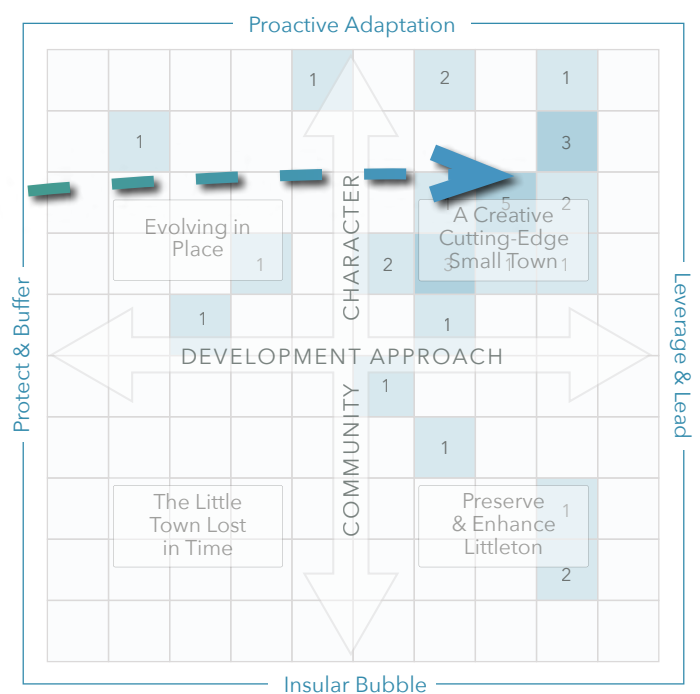 Proactive Adaptation
1
2
1
1
3
1
5
2
Evolving in
Place
A Creative
Cutting-Edge
Small Town
1
2
3
1
1
1
1
CHARACTER
DEVELOPMENT APPROACH
COMMUNITY
1
1
Protect & Buffer
Leverage & Lead
The Little
Town Lost
in Time
Preserve
& Enhance
Littleton
1
2
Insular Bubble